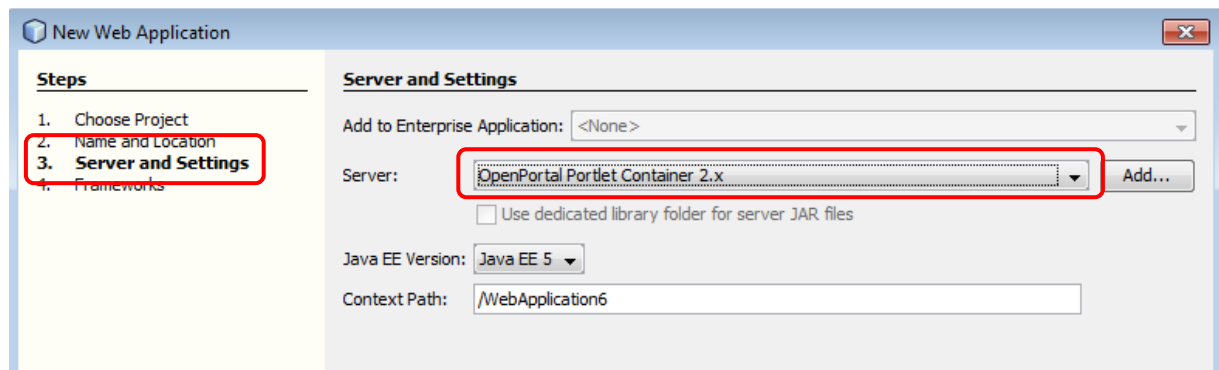 New Web Application
Steps
1. Choose Project
2. Name and Location
3. Server and Settings
4. Frameworks
Server and Settings
Add to Enterprise Application: <None>
Server: OpenPortal Portlet Container 2.x Add...
Use dedicated library folder for server JAR files
Java EE Version: Java EE 5
Context Path: /WebApplication6